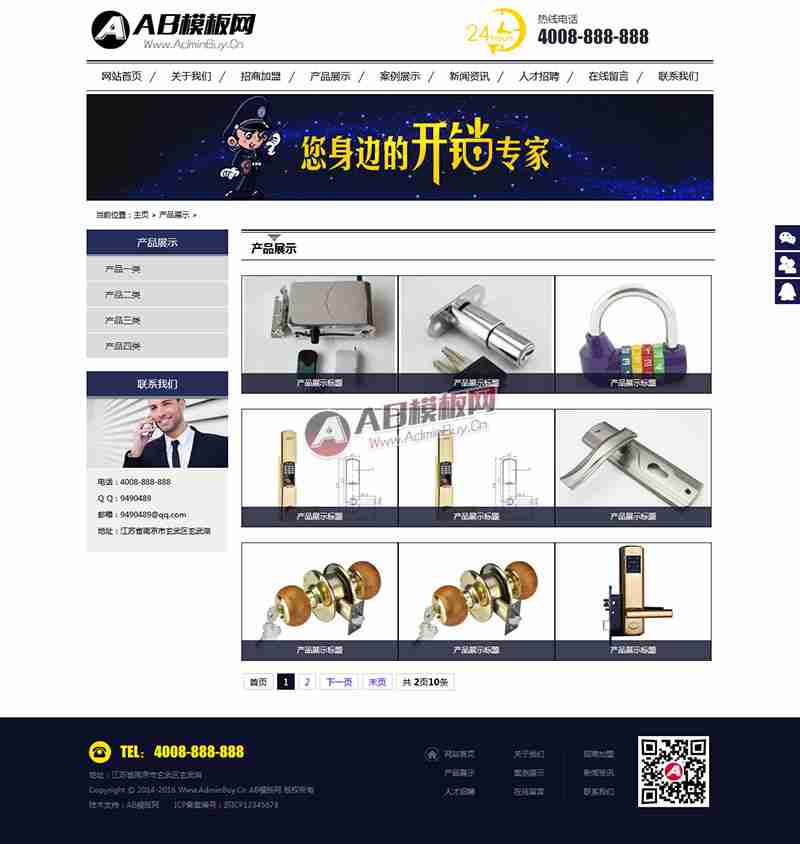 AB模板网
Www.AdminBuy.Cn
24 hours
热线电话
4008-888-888
网站首页 / 关于我们 / 招商加盟 / 产品展示 / 案例展示 / 新闻资讯 / 人才招聘 / 在线留言 / 联系我们
您身边的开锁专家
当前位置：主页 > 产品展示 >
产品展示
产品一类
产品二类
产品三类
产品四类
联系我们
电话：4008-888-888
Q Q：9490489
邮箱：9490489@qq.com
地址：江苏省南京市玄武区玄武湖
产品展示
产品展示标题
产品展示标题
产品展示标题
AB模板网
Www.AdminBuy.Cn
产品展示标题
产品展示标题
产品展示标题
产品展示标题
产品展示标题
产品展示标题
首页 1 2 下一页 末页 共 2页10条
TEL：4008-888-888
地址：江苏省南京市玄武区玄武湖
Copyright © 2014-2016 Www.AdminBuy.Cn AB模板网 版权所有
技术支持：AB模板网 ICP备案编号：苏ICP12345678
网站首页 关于我们 招商加盟
产品展示 案例展示 新闻资讯
人才招聘 在线留言 联系我们